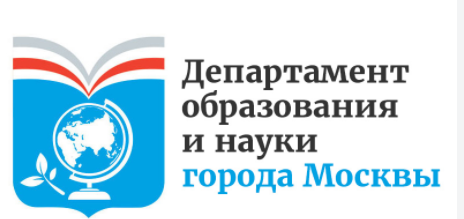 Департамент
образования
и науки
города Москвы